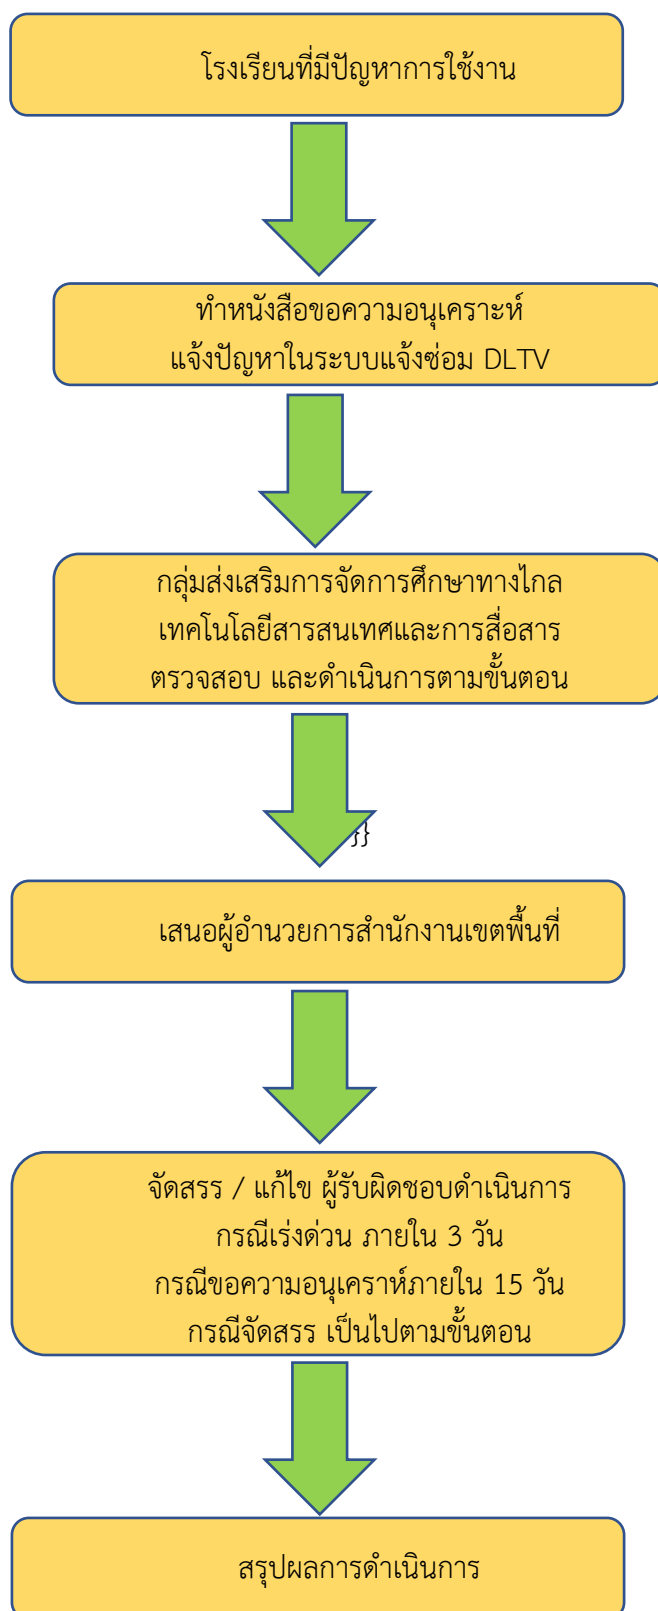 โรงเรียนที่มีปัญหาการใช้งาน
ทำหนังสือขอความอนุเคราะห์
แจ้งปัญหาในระบบแจ้งซ่อม DLTV
กลุ่มส่งเสริมการจัดการศึกษาทางไกล
เทคโนโลยีสารสนเทศและการสื่อสาร
ตรวจสอบ และดำเนินการตามขั้นตอน
}}
เสนอผู้อำนวยการสำนักงานเขตพื้นที่
จัดสรร / แก้ไข ผู้รับผิดชอบดำเนินการ
กรณีเร่งด่วน ภายใน 3 วัน
กรณีขอความอนุเคราห์ภายใน 15 วัน
กรณีจัดสรร เป็นไปตามขั้นตอน
สรุปผลการดำเนินการ